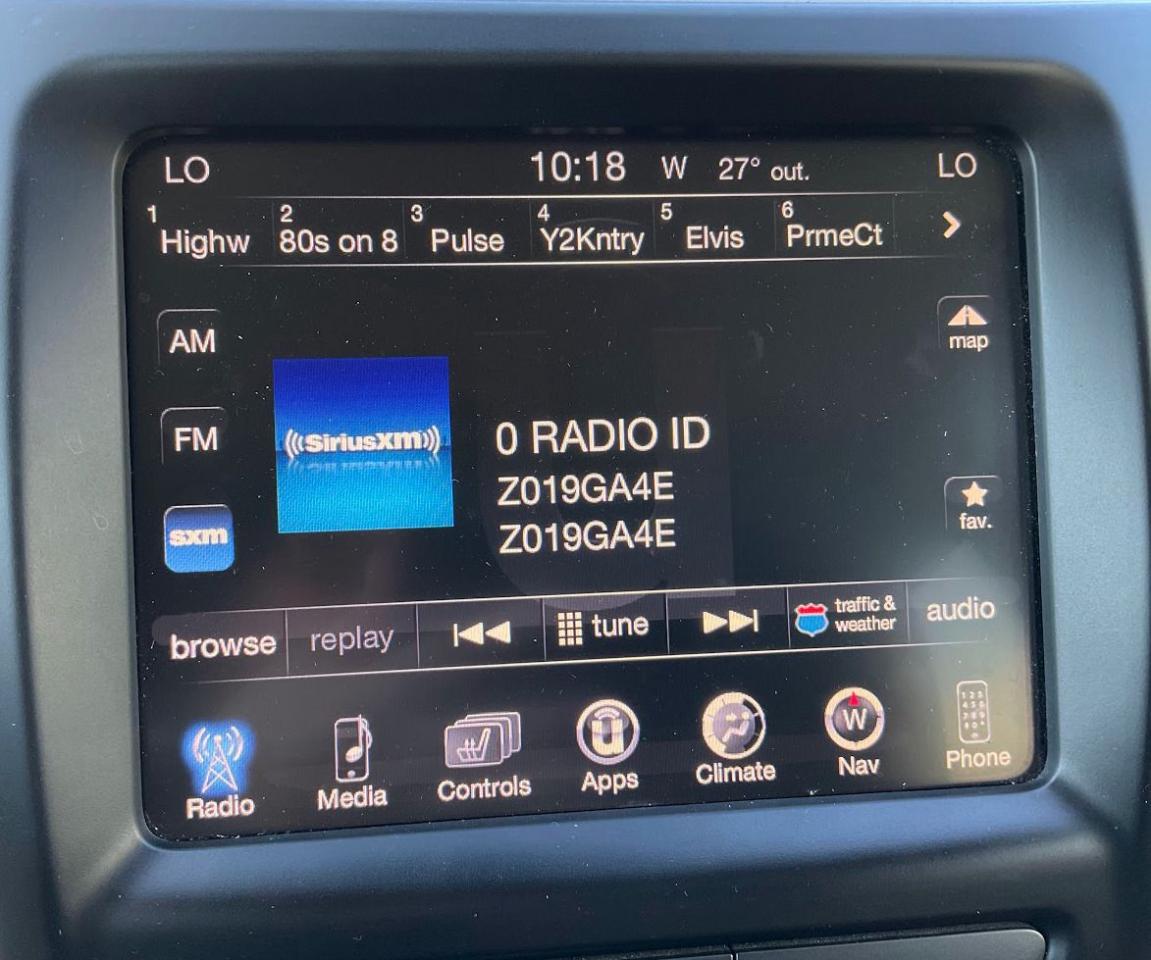 LO 10:18 W 27° out. LO
1 Highw 2 80s on 8 3 Pulse 4 Y2Kntry 5 Elvis 6 PrmeCt
AM
map
FM
SiriusXM
0 RADIO ID
Z019GA4E
Z019GA4E
sxm
fav.
browse replay tune traffic & weather audio
Radio Media Controls Apps Climate W Nav Phone